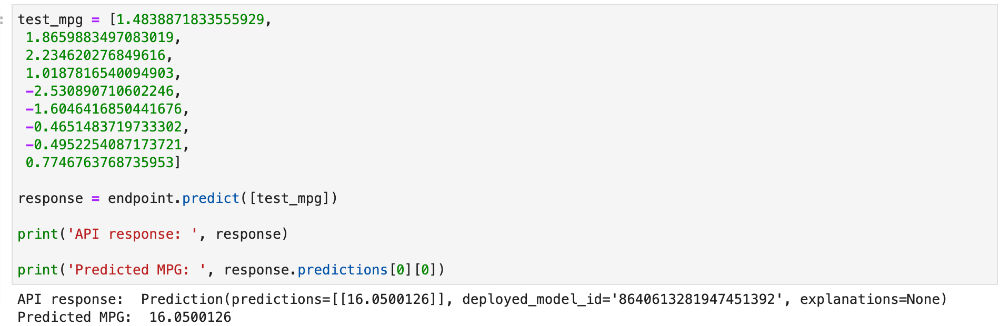 test_mpg = [1.4838871833555929,
 1.8659883497083019,
 2.234620276849616,
 1.0187816540094903,
 -2.530890710602246,
 -1.6046416850441676,
 -0.4651483719733302,
 -0.4952254087173721,
 0.7746763768735953]

response = endpoint.predict([test_mpg])

print('API response: ', response)

print('Predicted MPG: ', response.predictions[0][0])
API response:  Prediction(predictions=[[16.0500126]], deployed_model_id='8640613281947451392', explanations=None)
Predicted MPG:  16.0500126